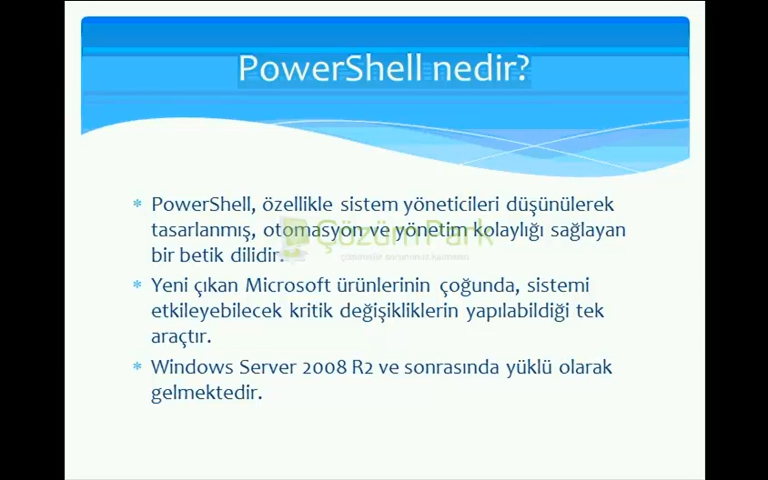 PowerShell nedir?
PowerShell, özellikle sistem yöneticileri düşünülerek
tasarlanmış, otomasyon ve yönetim kolaylığı sağlayan
bir betik dilidir.
Yeni çıkan Microsoft ürünlerinin çoğunda, sistemi
etkileyebilecek kritik değişikliklerin yapılabildiği tek
araçtır.
Windows Server 2008 R2 ve sonrasında yüklü olarak
gelmektedir.
ÇözümPark